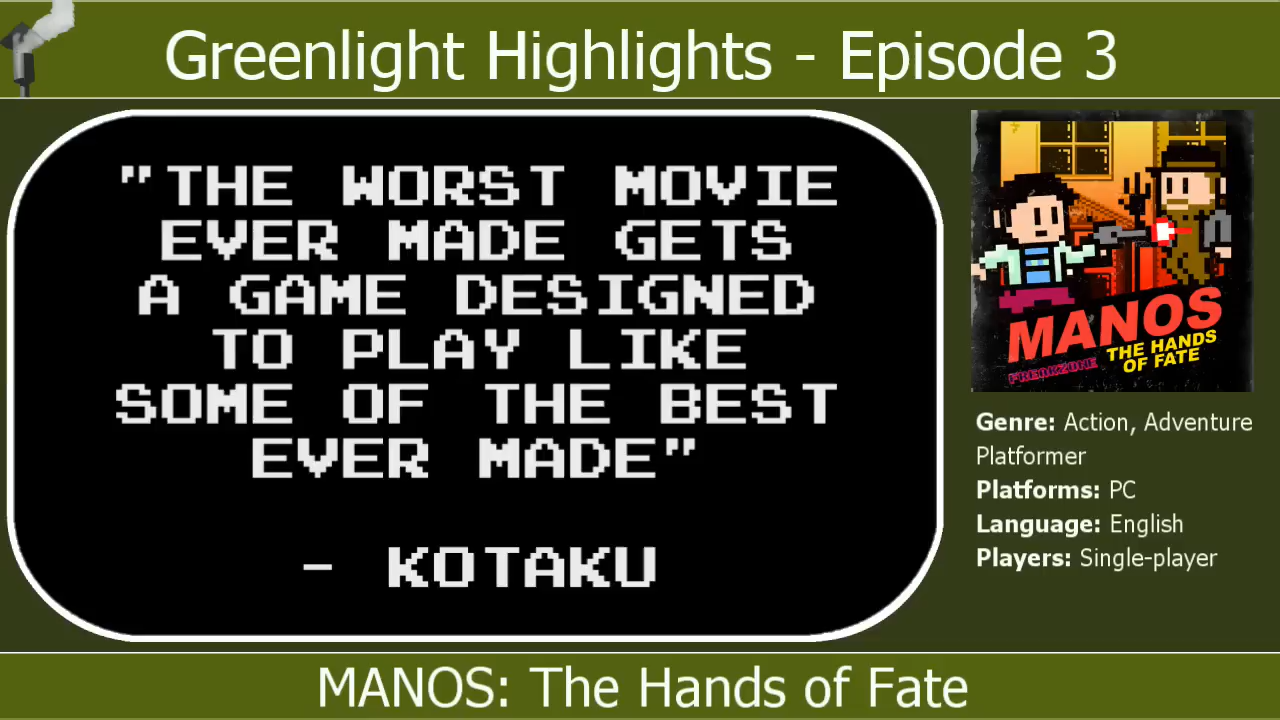 Greenlight Highlights - Episode 3
"THE WORST MOVIE
EVER MADE GETS
A GAME DESIGNED
TO PLAY LIKE
SOME OF THE BEST
EVER MADE"
- KOTAKU
MANOS
FREAKZONE
THE HANDS
OF FATE
Genre: Action, Adventure
Platformer
Platforms: PC
Language: English
Players: Single-player
MANOS: The Hands of Fate